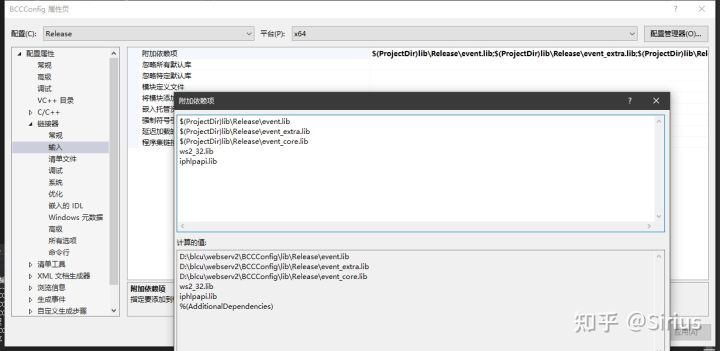 BCCConfig 属性页
配置(C):
Release
平台(P):
x64
配置管理器(O)...
配置属性
常规
高级
调试
VC++ 目录
C/C++
链接器
常规
输入
清单文件
调试
系统
优化
嵌入的 IDL
Windows 元数据
高级
所有选项
命令行
清单工具
XML 文档生成器
浏览信息
生成事件
自定义生成步骤
附加依赖项
$(ProjectDir)lib\Release\event.lib;$(ProjectDir)lib\Release\event_extra.lib;$(ProjectDir)lib\Rel
忽略所有默认库
忽略特定默认库
模块定义文件
将模块添加
嵌入托管资
强制符号引
延迟加载的
程序集链接
附加依赖项
指定要添加到
附加依赖项
$(ProjectDir)lib\Release\event.lib
$(ProjectDir)lib\Release\event_extra.lib
$(ProjectDir)lib\Release\event_core.lib
ws2_32.lib
iphlpapi.lib
计算的值:
D:\blcu\webserv2\BCCConfig\lib\Release\event.lib
D:\blcu\webserv2\BCCConfig\lib\Release\event_extra.lib
D:\blcu\webserv2\BCCConfig\lib\Release\event_core.lib
ws2_32.lib
iphlpapi.lib
%(AdditionalDependencies)
应用(A)
知乎 @Sirius